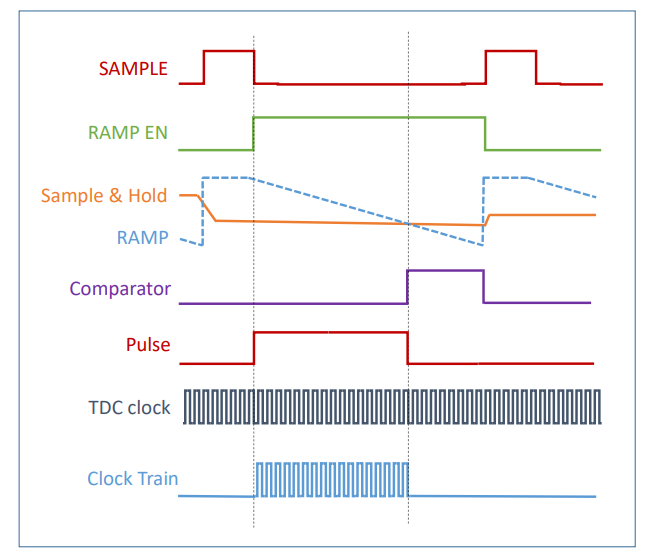 SAMPLE
RAMP EN
Sample & Hold
RAMP
Comparator
Pulse
TDC clock
Clock Train